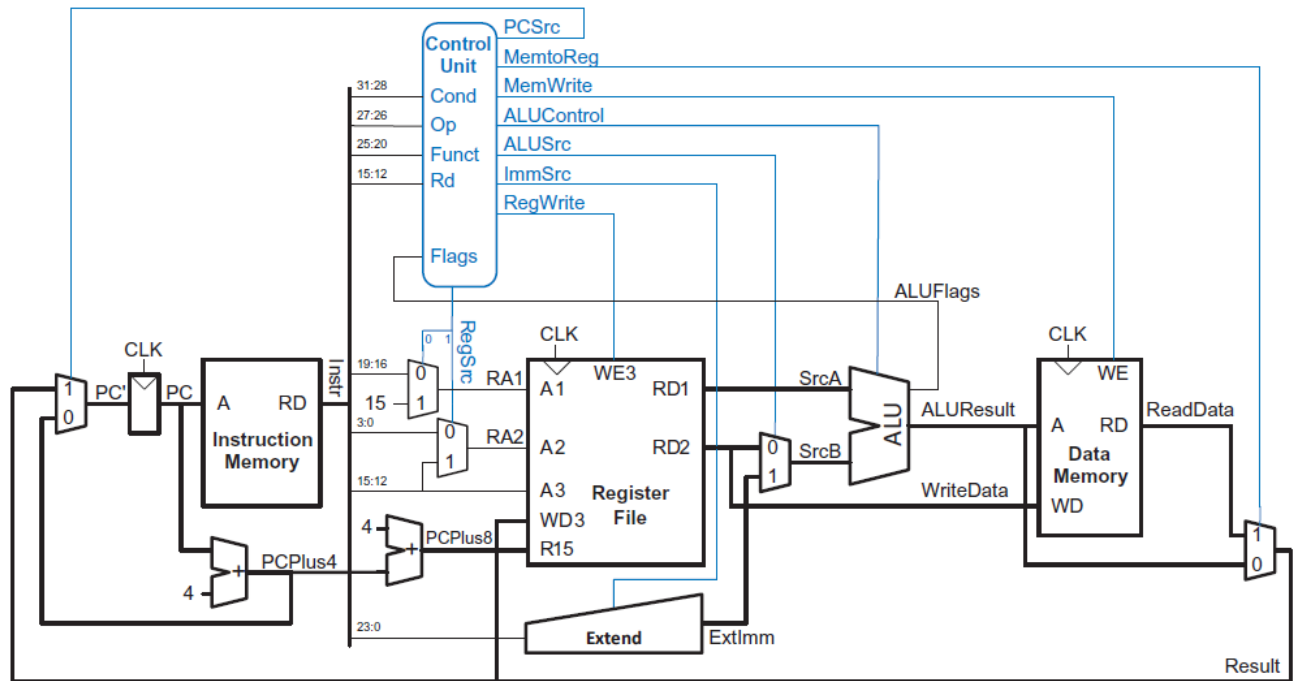 PCSrc
Control
Unit
MemtoReg
31:28
Cond
MemWrite
27:26
Op
ALUControl
25:20
Funct
ALUSrc
15:12
Rd
ImmSrc
RegWrite
Flags
ALUFlags
RegSrc
0 1
CLK
CLK
CLK
19:16
0
1
15
RA1
A1
WE3
RD1
SrcA
WE
1
0
PC'
PC
A
RD
Instruction
Memory
Instr
3:0
0
1
RA2
A2
RD2
0
1
SrcB
ALU
ALUResult
A
RD
ReadData
Data
Memory
15:12
A3
Register
File
WriteData
WD
WD3
4
+
PCPlus8
R15
1
0
PCPlus4
+
4
23:0
Extend
ExtImm
Result